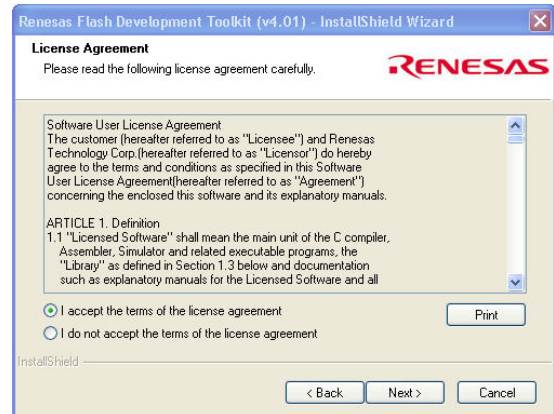 Renesas Flash Development Toolkit (v4.01) - InstallShield Wizard
License Agreement
Please read the following license agreement carefully.
RENESAS
Software User License Agreement
The customer (hereafter referred to as "Licensee") and Renesas
Technology Corp.(hereafter referred to as "Licensor") do hereby
agree to the terms and conditions as specified in this Software
User License Agreement(hereafter referred to as "Agreement")
concerning the enclosed this software and its explanatory manuals.
ARTICLE 1. Definition
1.1 "Licensed Software" shall mean the main unit of the C compiler,
Assembler, Simulator and related executable programs, the
"Library" as defined in Section 1.3 below and documentation
such as explanatory manuals for the Licensed Software and all
I accept the terms of the license agreement
Print
I do not accept the terms of the license agreement
InstallShield
< Back
Next >
Cancel